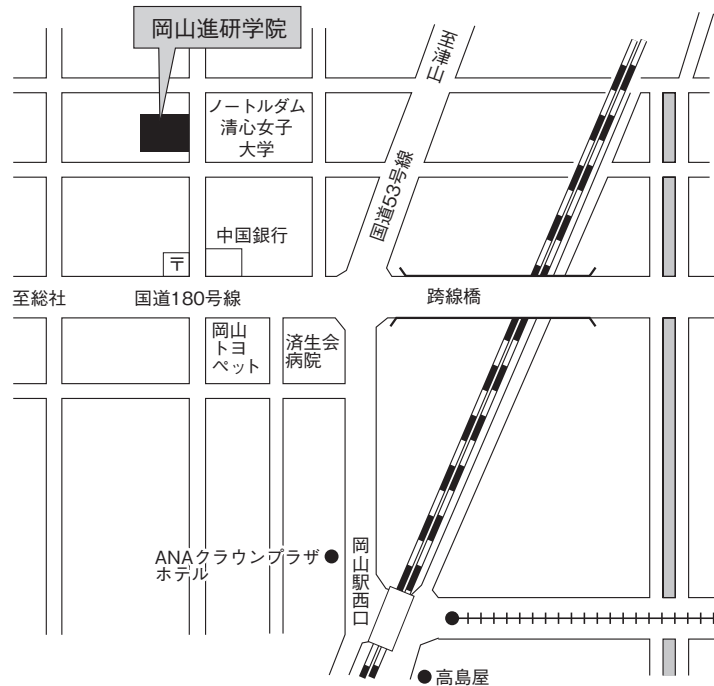 岡山進研学院
至津山
ノートルダム
清心女子
大学
国道53号線
中国銀行
〒
至総社
国道180号線
跨線橋
岡山
トヨ
ペット
済生会
病院
ANAクラウンプラザ
ホテル
岡山駅西口
高島屋